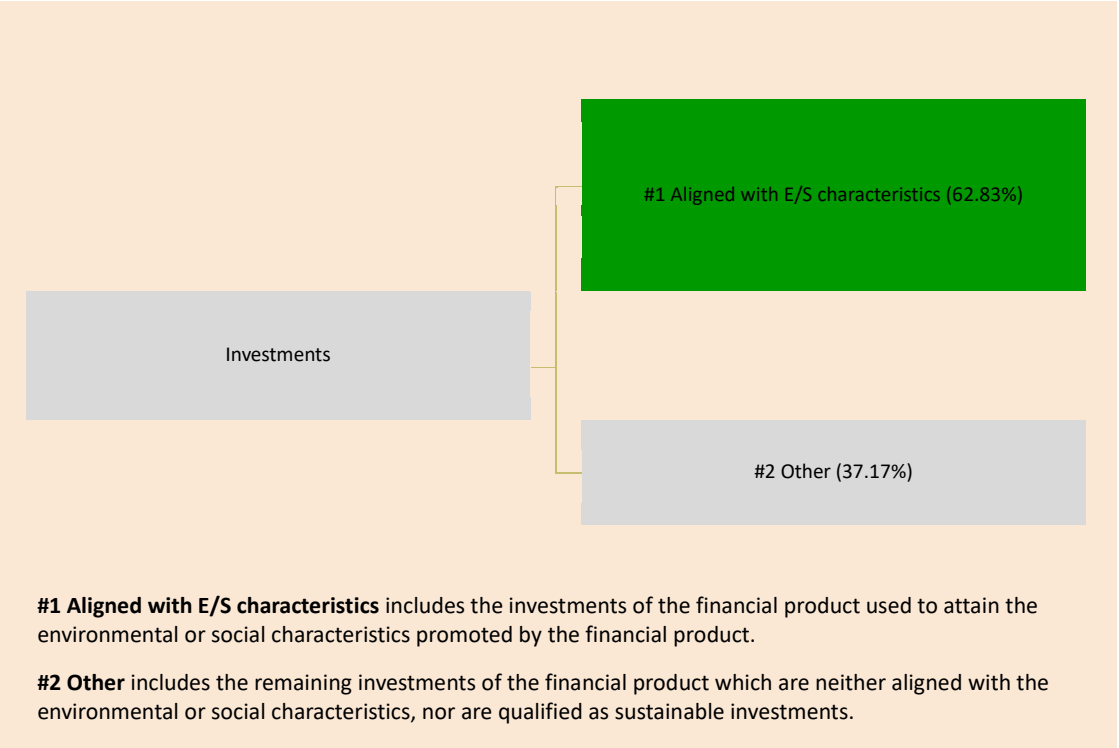 #1 Aligned with E/S characteristics (62.83%)
Investments
#2 Other (37.17%)
#1 Aligned with E/S characteristics includes the investments of the financial product used to attain the
environmental or social characteristics promoted by the financial product.
#2 Other includes the remaining investments of the financial product which are neither aligned with the
environmental or social characteristics, nor are qualified as sustainable investments.